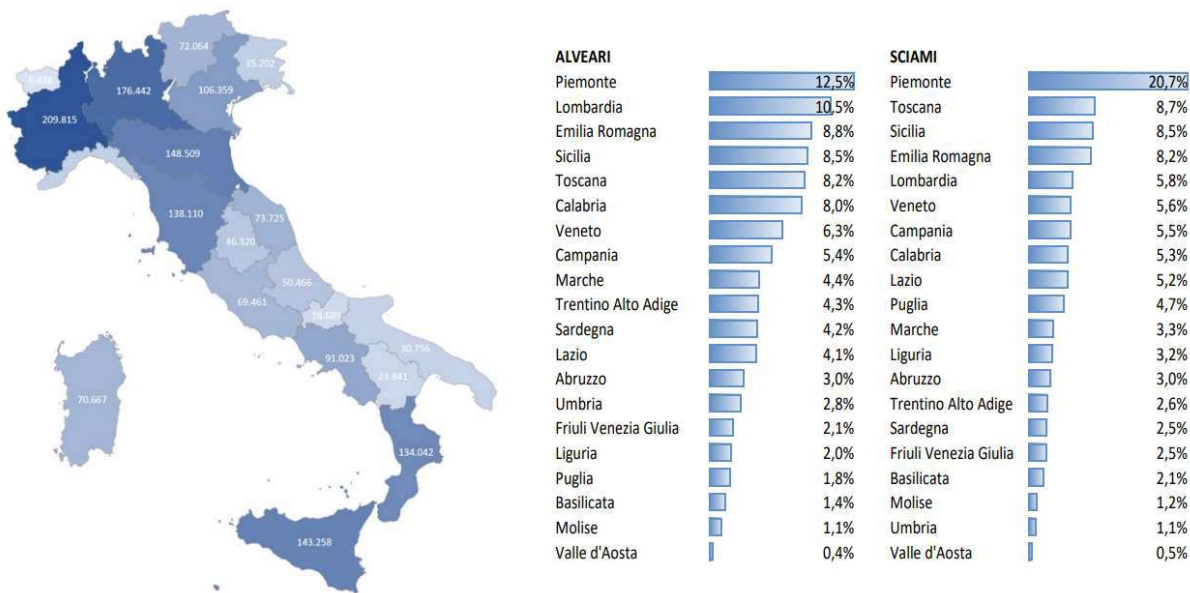 72.064
35.202
176.442
106.359
209.815
148.509
138.110
73.725
46.320
50.466
69.461
30.756
91.023
23.841
70.667
134.042
143.258
ALVEARI
Piemonte 12,5%
Lombardia 10,5%
Emilia Romagna 8,8%
Sicilia 8,5%
Toscana 8,2%
Calabria 8,0%
Veneto 6,3%
Campania 5,4%
Marche 4,4%
Trentino Alto Adige 4,3%
Sardegna 4,2%
Lazio 4,1%
Abruzzo 3,0%
Umbria 2,8%
Friuli Venezia Giulia 2,1%
Liguria 2,0%
Puglia 1,8%
Basilicata 1,4%
Molise 1,1%
Valle d'Aosta 0,4%
SCIAMI
Piemonte 20,7%
Toscana 8,7%
Sicilia 8,5%
Emilia Romagna 8,2%
Lombardia 5,8%
Veneto 5,6%
Campania 5,5%
Calabria 5,3%
Lazio 5,2%
Puglia 4,7%
Marche 3,3%
Liguria 3,2%
Abruzzo 3,0%
Trentino Alto Adige 2,6%
Sardegna 2,5%
Friuli Venezia Giulia 2,5%
Basilicata 2,1%
Molise 1,2%
Umbria 1,1%
Valle d'Aosta 0,5%